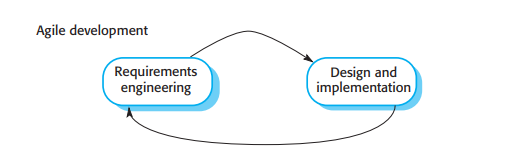 Agile development
Requirements
engineering
Design and
implementation